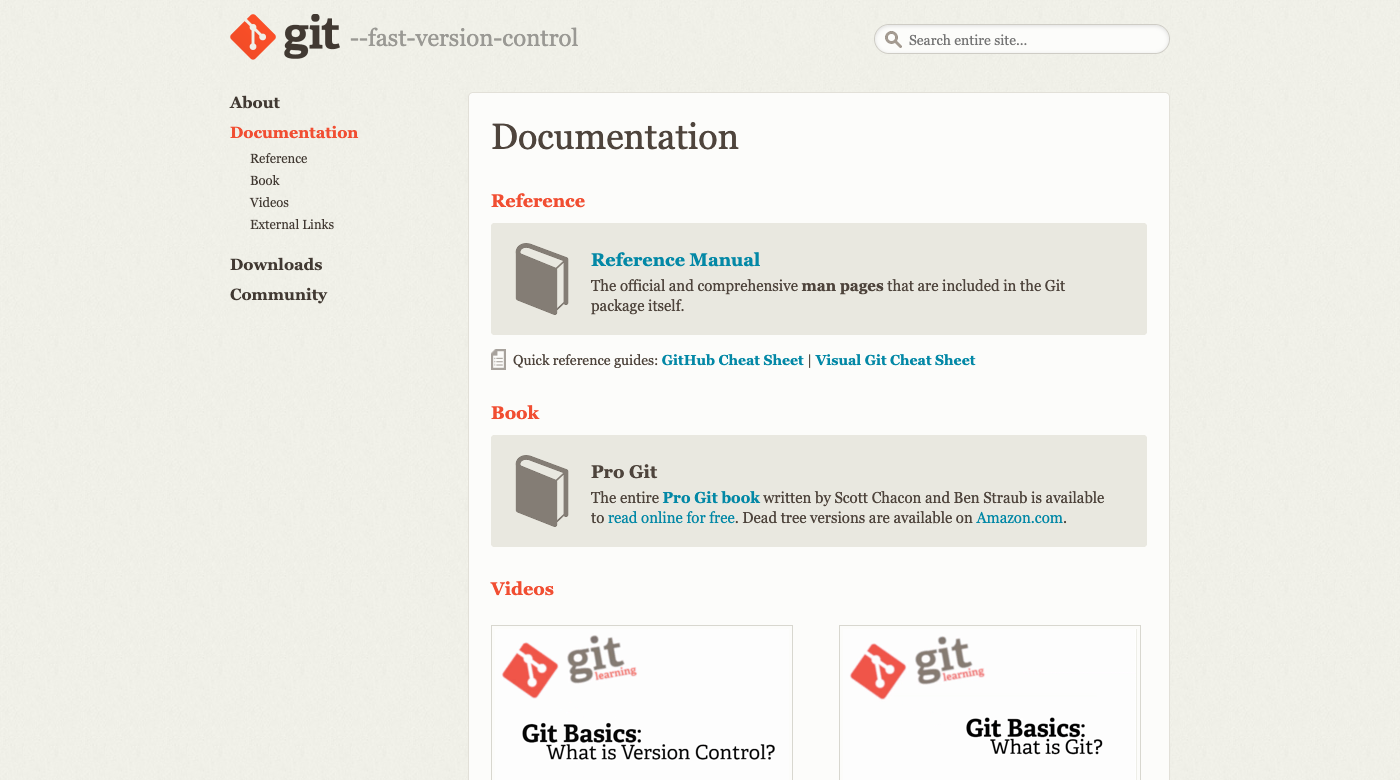 git --fast-version-control
Search entire site...
About
Documentation
Reference
Book
Videos
External Links
Downloads
Community
Documentation
Reference
Reference Manual
The official and comprehensive man pages that are included in the Git
package itself.
Quick reference guides: GitHub Cheat Sheet | Visual Git Cheat Sheet
Book
Pro Git
The entire Pro Git book written by Scott Chacon and Ben Straub is available
to read online for free. Dead tree versions are available on Amazon.com.
Videos
git learning
Git Basics:
What is Version Control?
git learning
Git Basics:
What is Git?